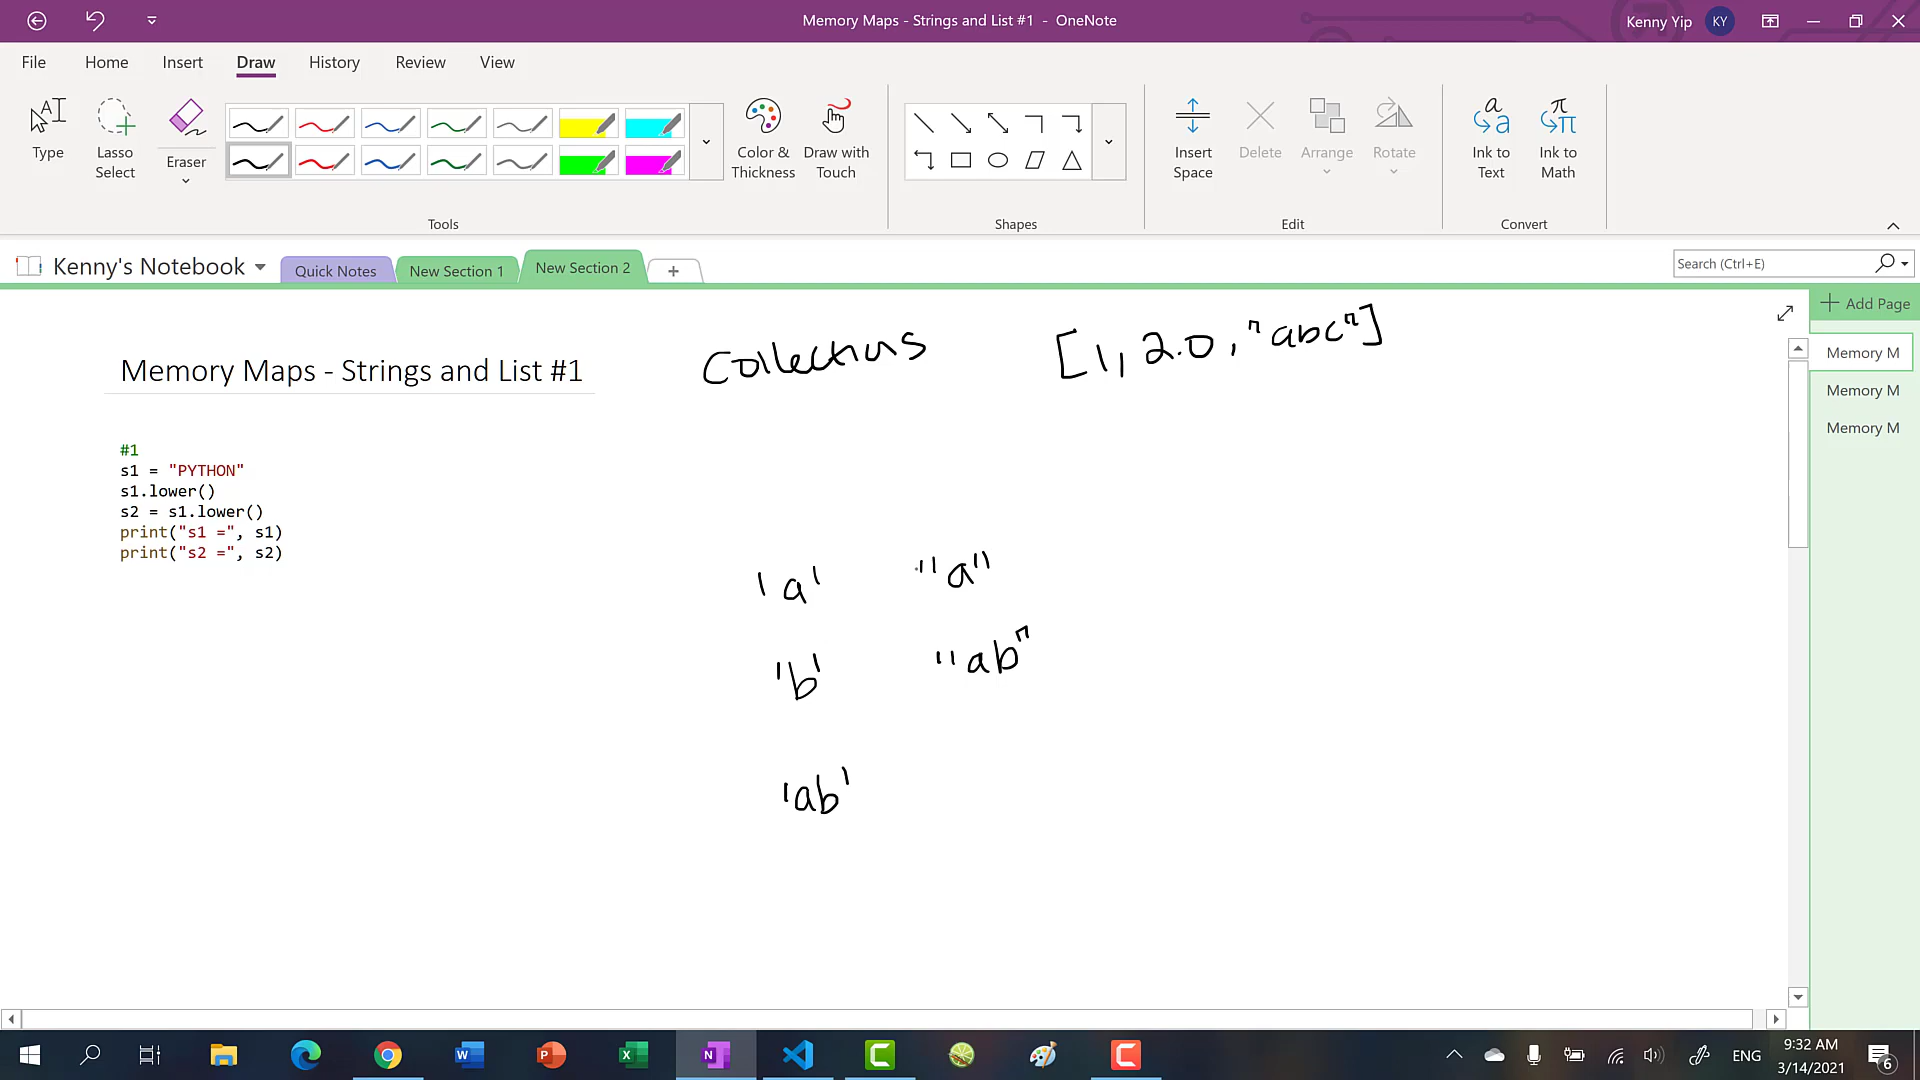 Memory Maps - Strings and List #1 - OneNote
Kenny Yip
KY
File Home Insert Draw History Review View
Type
Lasso Select
Eraser
Color & Thickness
Draw with Touch
Insert Space
Delete
Arrange
Rotate
Ink to Text
Ink to Math
Tools
Shapes
Edit
Convert
Kenny's Notebook
Quick Notes
New Section 1
New Section 2
Search (Ctrl+E)
Add Page
Memory M
Memory M
Memory M
Memory Maps - Strings and List #1
Collections
[1, 2.0, "abc"]
#1
s1 = "PYTHON"
s1.lower()
s2 = s1.lower()
print("s1 =", s1)
print("s2 =", s2)
'a' "a"
'b' "ab"
'ab'
ENG
9:32 AM
3/14/2021
6